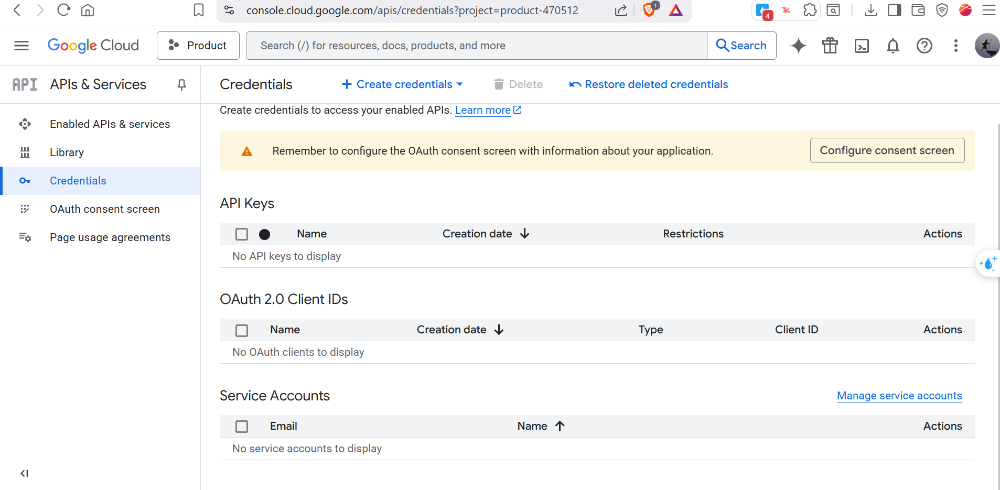 console.cloud.google.com/apis/credentials?project=product-470512
1
4
Google Cloud
Product
Search (/) for resources, docs, products, and more
Search
API APIs & Services
Credentials
Create credentials
Delete
Restore deleted credentials
Create credentials to access your enabled APIs. Learn more
Enabled APIs & services
Library
Credentials
OAuth consent screen
Page usage agreements
Remember to configure the OAuth consent screen with information about your application.
Configure consent screen
API Keys
Name Creation date Restrictions Actions
No API keys to display
OAuth 2.0 Client IDs
Name Creation date Type Client ID Actions
No OAuth clients to display
Service Accounts
Manage service accounts
Email Name Actions
No service accounts to display